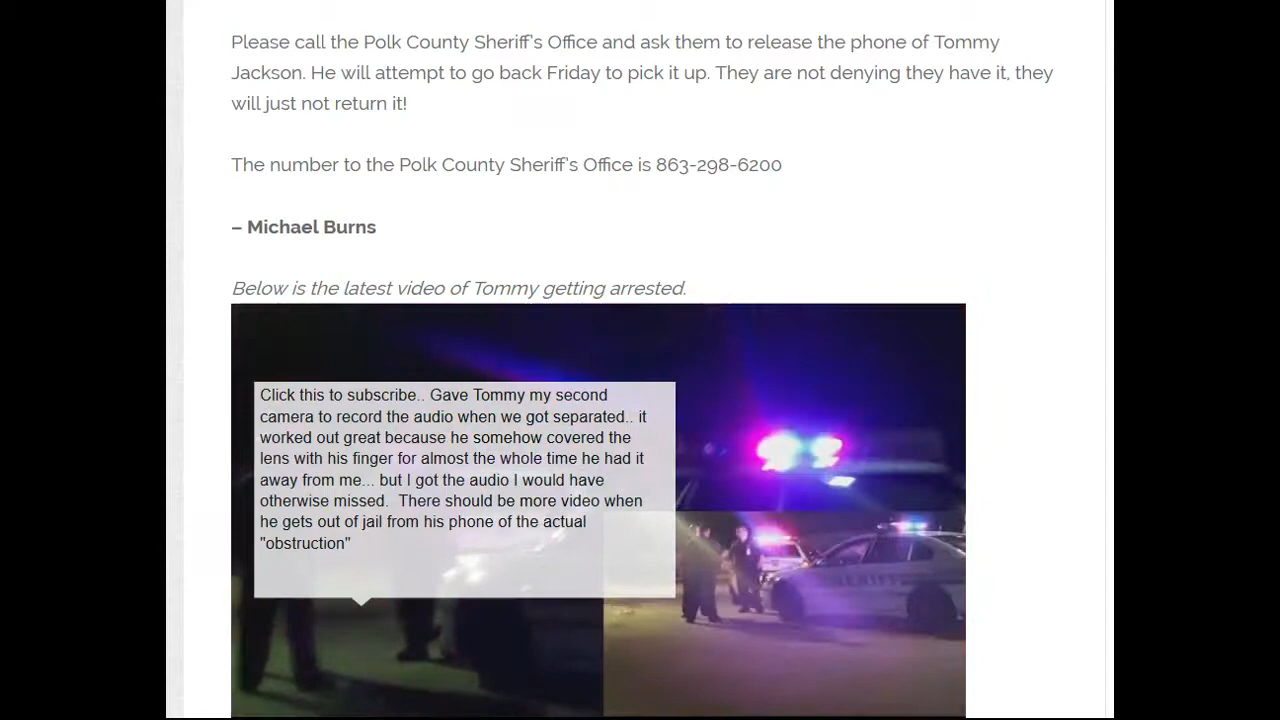 Please call the Polk County Sheriff's Office and ask them to release the phone of Tommy
Jackson. He will attempt to go back Friday to pick it up. They are not denying they have it, they
will just not return it!
The number to the Polk County Sheriff's Office is 863-298-6200
– Michael Burns
Below is the latest video of Tommy getting arrested.
Click this to subscribe.. Gave Tommy my second
camera to record the audio when we got separated.. it
worked out great because he somehow covered the
lens with his finger for almost the whole time he had it
away from me... but I got the audio I would have
otherwise missed.  There should be more video when
he gets out of jail from his phone of the actual
"obstruction"
SHERIFF